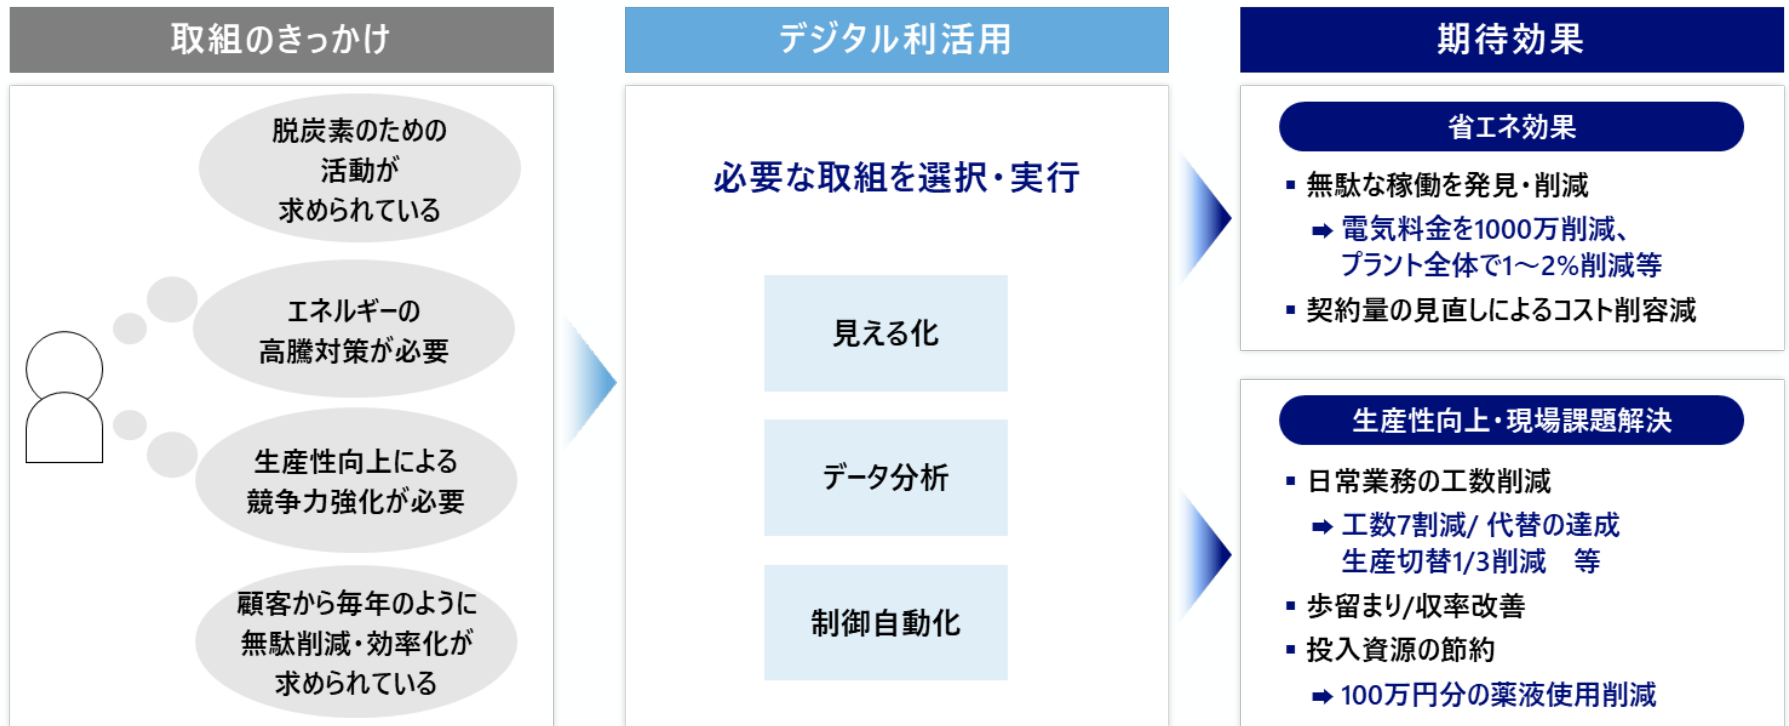 取組のきっかけ
脱炭素のための
活動が
求められている
エネルギーの
高騰対策が必要
生産性向上による
競争力強化が必要
顧客から毎年のように
無駄削減・効率化が
求められている
デジタル利活用
必要な取組を選択・実行
見える化
データ分析
制御自動化
期待効果
省エネ効果
▪ 無駄な稼働を発見・削減
➡ 電気料金を1000万削減、
プラント全体で1～2%削減等
▪ 契約量の見直しによるコスト削容減
生産性向上・現場課題解決
▪ 日常業務の工数削減
➡ 工数7割減/ 代替の達成
生産切替1/3削減　等
▪ 歩留まり/収率改善
▪ 投入資源の節約
➡ 100万円分の薬液使用削減